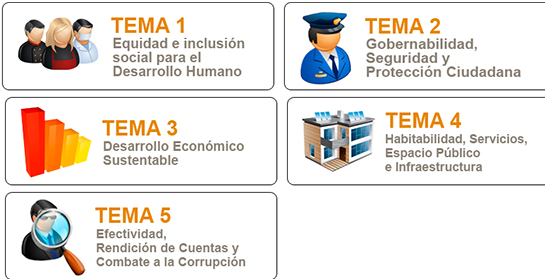 TEMA 1
Equidad e inclusión
social para el
Desarrollo Humano
TEMA 2
Gobernabilidad,
Seguridad y
Protección Ciudadana
TEMA 3
Desarrollo Económico
Sustentable
TEMA 4
Habitabilidad, Servicios,
Espacio Público
e Infraestructura
TEMA 5
Efectividad,
Rendición de Cuentas y
Combate a la Corrupción